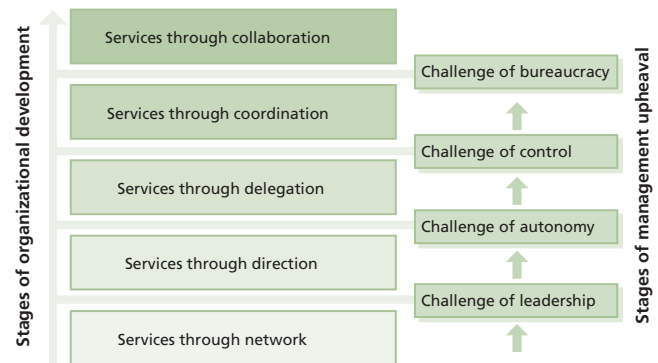 Stages of organizational development
Services through collaboration
Services through coordination
Services through delegation
Services through direction
Services through network
Challenge of bureaucracy
Challenge of control
Challenge of autonomy
Challenge of leadership
Stages of management upheaval